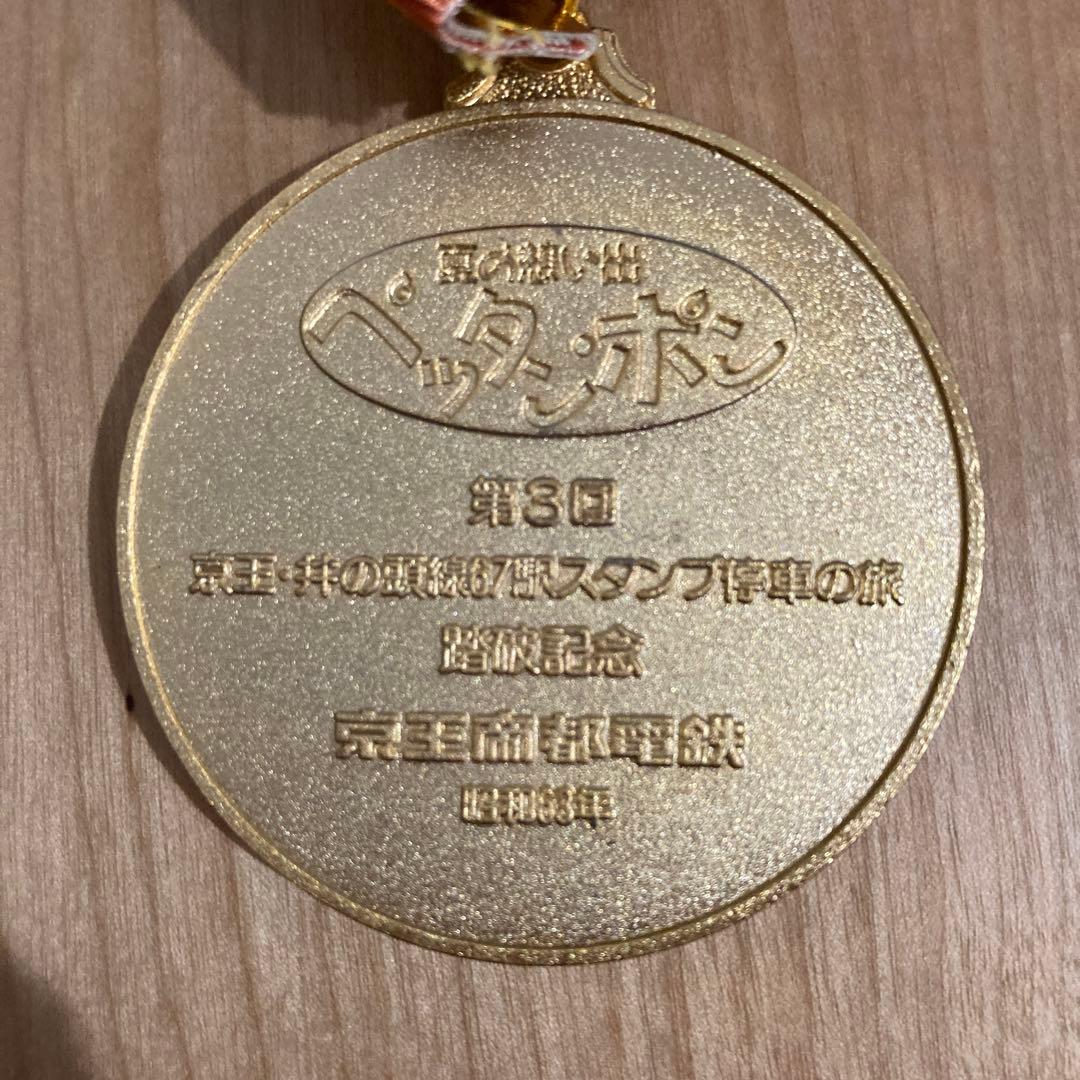 夏の想い出
ペッタン・ポン
第3回
京王・井の頭線67駅スタンプ停車の旅
踏破記念
京王帝都電鉄
昭和63年